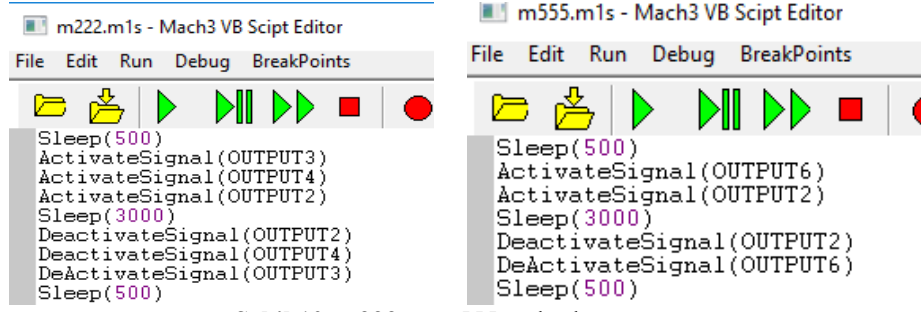 m222.m1s - Mach3 VB Scipt Editor
File Edit Run Debug BreakPoints
Sleep(500)
ActivateSignal(OUTPUT3)
ActivateSignal(OUTPUT4)
ActivateSignal(OUTPUT2)
Sleep(3000)
DeactivateSignal(OUTPUT2)
DeactivateSignal(OUTPUT4)
DeActivateSignal(OUTPUT3)
Sleep(500)
m555.m1s - Mach3 VB Scipt Editor
File Edit Run Debug BreakPoints
Sleep(500)
ActivateSignal(OUTPUT6)
ActivateSignal(OUTPUT2)
Sleep(3000)
DeactivateSignal(OUTPUT2)
DeActivateSignal(OUTPUT6)
Sleep(500)